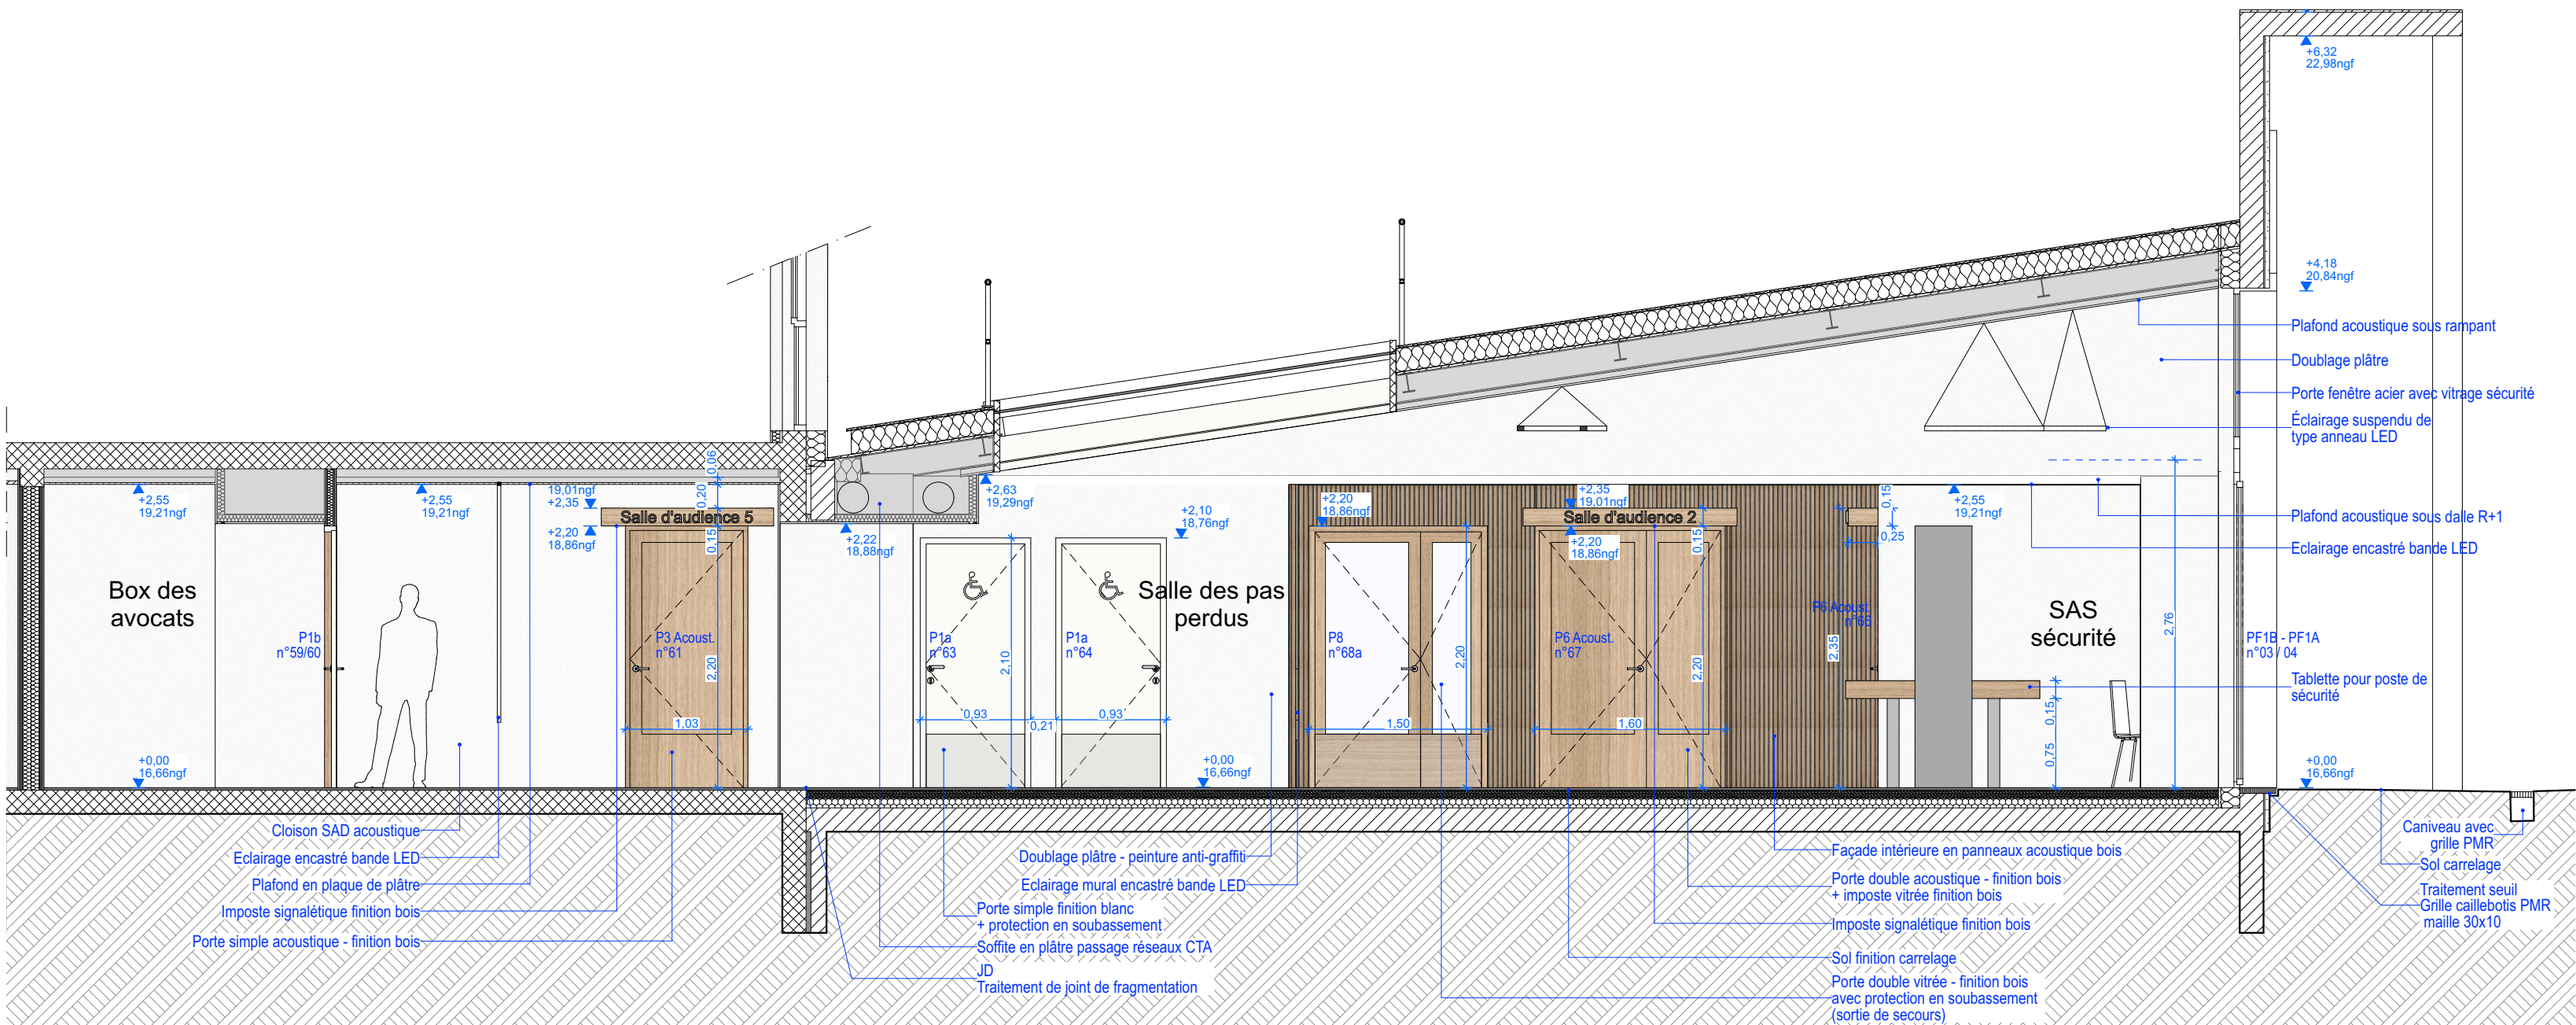 +6,32
22,98ngf
+4,18
20,84ngf
Plafond acoustique sous rampant
Doublage plâtre
Porte fenêtre acier avec vitrage sécurité
Éclairage suspendu de
type anneau LED
Plafond acoustique sous dalle R+1
Eclairage encastré bande LED
PF1B - PF1A
n°03 / 04
Tablette pour poste de
sécurité
+0,00
16,66ngf
Caniveau avec
grille PMR
Sol carrelage
Traitement seuil
Grille caillebotis PMR
maille 30x10
+2,55
19,21ngf
Box des
avocats
P1b
n°59/60
+0,00
16,66ngf
+2,55
19,21ngf
19,01ngf
+2,35
+2,20
18,86ngf
0,06
0,20
0,15
2,20
Salle d'audience 5
P3 Acoust.
n°61
1,03
+2,22
18,88ngf
+2,63
19,29ngf
+2,10
18,76ngf
P1a
n°63
2,10
0,93
0,21
P1a
n°64
0,93
Salle des pas
perdus
+0,00
16,66ngf
+2,20
18,86ngf
P8
n°68a
2,20
1,50
+2,35
19,01ngf
Salle d'audience 2
+2,20
18,86ngf
0,15
P6 Acoust.
n°67
2,20
1,60
P6 Acoust.
n°66
2,35
0,15
0,25
+2,55
19,21ngf
SAS
sécurité
2,76
0,15
0,75
Cloison SAD acoustique
Eclairage encastré bande LED
Plafond en plaque de plâtre
Imposte signalétique finition bois
Porte simple acoustique - finition bois
Doublage plâtre - peinture anti-graffiti
Eclairage mural encastré bande LED
Porte simple finition blanc
+ protection en soubassement
Soffite en plâtre passage réseaux CTA
JD
Traitement de joint de fragmentation
Façade intérieure en panneaux acoustique bois
Porte double acoustique - finition bois
+ imposte vitrée finition bois
Imposte signalétique finition bois
Sol finition carrelage
Porte double vitrée - finition bois
avec protection en soubassement
(sortie de secours)